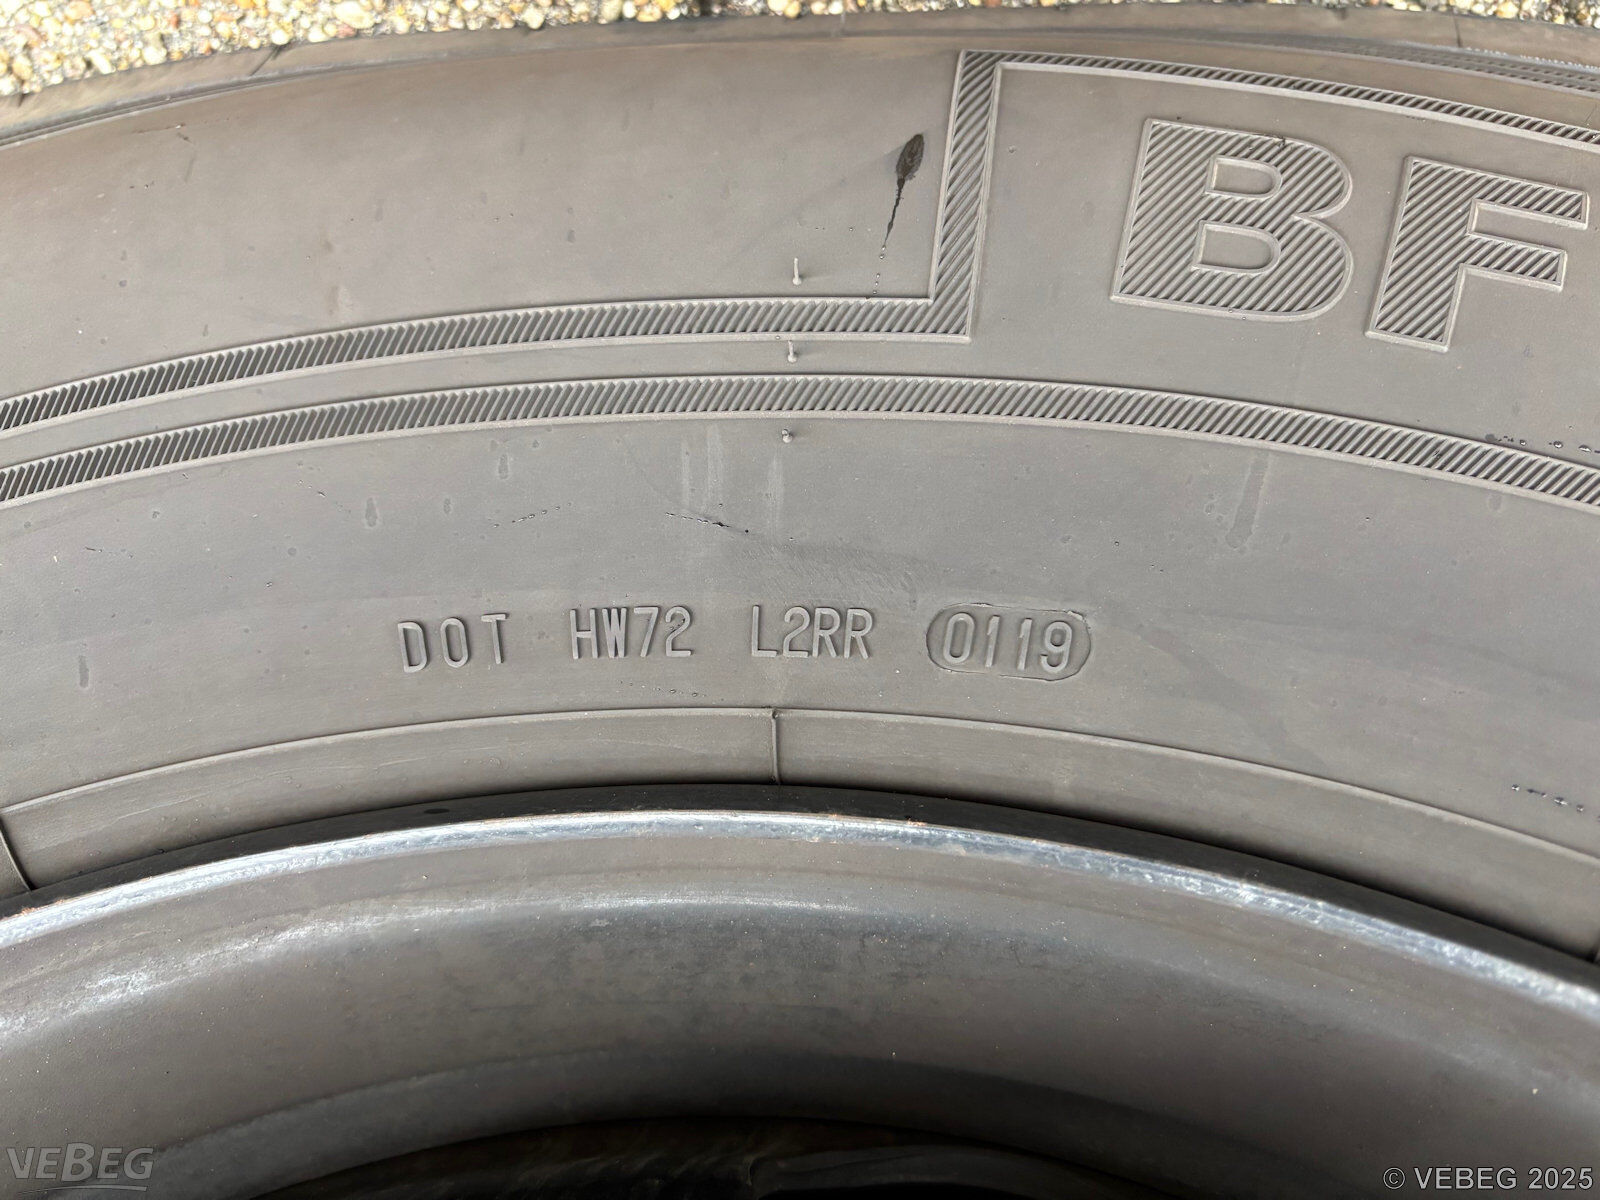 BF
DOT HW72 L2RR 0119
VEBEG
© VEBEG 2025